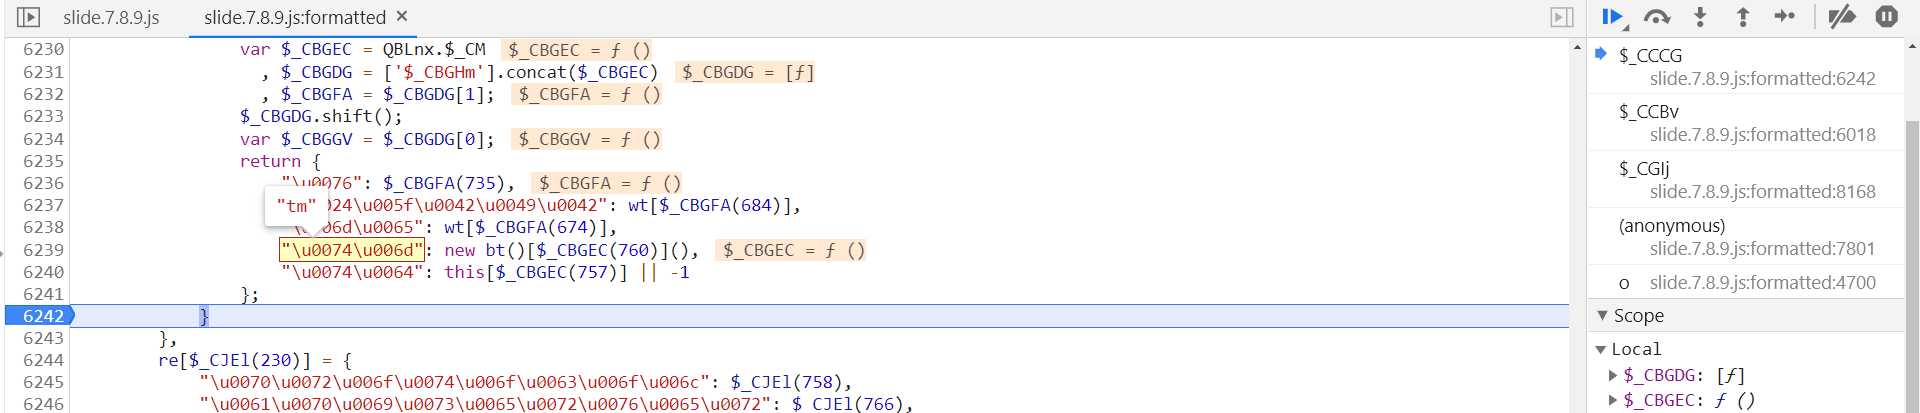 slide.7.8.9.js slide.7.8.9.js:formatted ×
6230 var $_CBGEC = QBLnx.$_CM $_CBGEC = ƒ ()
6231 , $_CBGDG = ['$_CBGHm'].concat($_CBGEC) $_CBGDG = [ƒ]
6232 , $_CBGFA = $_CBGDG[1]; $_CBGFA = ƒ ()
6233 $_CBGDG.shift();
6234 var $_CBGGV = $_CBGDG[0]; $_CBGGV = ƒ ()
6235 return {
6236 "\u0076": $_CBGFA(735), $_CBGFA = ƒ ()
"tm"
6237 024\u005f\u0042\u0049\u0042": wt[$_CBGFA(684)],
6238 06d\u0065": wt[$_CBGFA(674)],
6239 "\u0074\u006d": new bt()[$_CBGEC(760)](), $_CBGEC = ƒ ()
6240 "\u0074\u0064": this[$_CBGEC(757)] || -1
6241 };
6242 }
6243 },
6244 re[$_CJEl(230)] = {
6245 "\u0070\u0072\u006f\u0074\u006f\u0063\u006f\u006c": $_CJEl(758),
6246 "\u0061\u0070\u0069\u0073\u0065\u0072\u0076\u0065\u0072": $_CJEl(766),
$_CCCG
slide.7.8.9.js:formatted:6242
$_CCBv
slide.7.8.9.js:formatted:6018
$_CGIj
slide.7.8.9.js:formatted:8168
(anonymous)
slide.7.8.9.js:formatted:7801
o slide.7.8.9.js:formatted:4700
Scope
Local
$_CBGDG: [ƒ]
$_CBGEC: ƒ ()